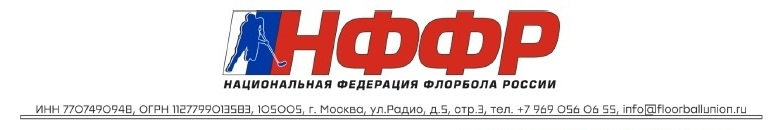 НФФР
НАЦИОНАЛЬНАЯ ФЕДЕРАЦИЯ ФЛОРБОЛА РОССИИ
ИНН 7707490948, ОГРН 1127799013583, 105005, г. Москва, ул.Радио, д.5, стр.3, тел. +7 969 056 06 55, info@floorballunion.ru